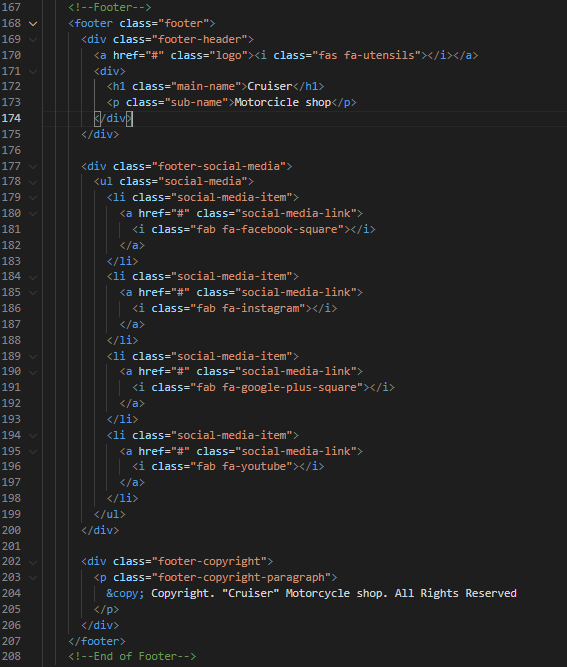 167 <!--Footer-->
168 <footer class="footer">
169 <div class="footer-header">
170 <a href="#" class="logo"><i class="fas fa-utensils"></i></a>
171 <div>
172 <h1 class="main-name">Cruiser</h1>
173 <p class="sub-name">Motorcicle shop</p>
174 </div>
175 </div>
176
177 <div class="footer-social-media">
178 <ul class="social-media">
179 <li class="social-media-item">
180 <a href="#" class="social-media-link">
181 <i class="fab fa-facebook-square"></i>
182 </a>
183 </li>
184 <li class="social-media-item">
185 <a href="#" class="social-media-link">
186 <i class="fab fa-instagram"></i>
187 </a>
188 </li>
189 <li class="social-media-item">
190 <a href="#" class="social-media-link">
191 <i class="fab fa-google-plus-square"></i>
192 </a>
193 </li>
194 <li class="social-media-item">
195 <a href="#" class="social-media-link">
196 <i class="fab fa-youtube"></i>
197 </a>
198 </li>
199 </ul>
200 </div>
201
202 <div class="footer-copyright">
203 <p class="footer-copyright-paragraph">
204 &copy; Copyright. "Cruiser" Motorcycle shop. All Rights Reserved
205 </p>
206 </div>
207 </footer>
208 <!--End of Footer-->